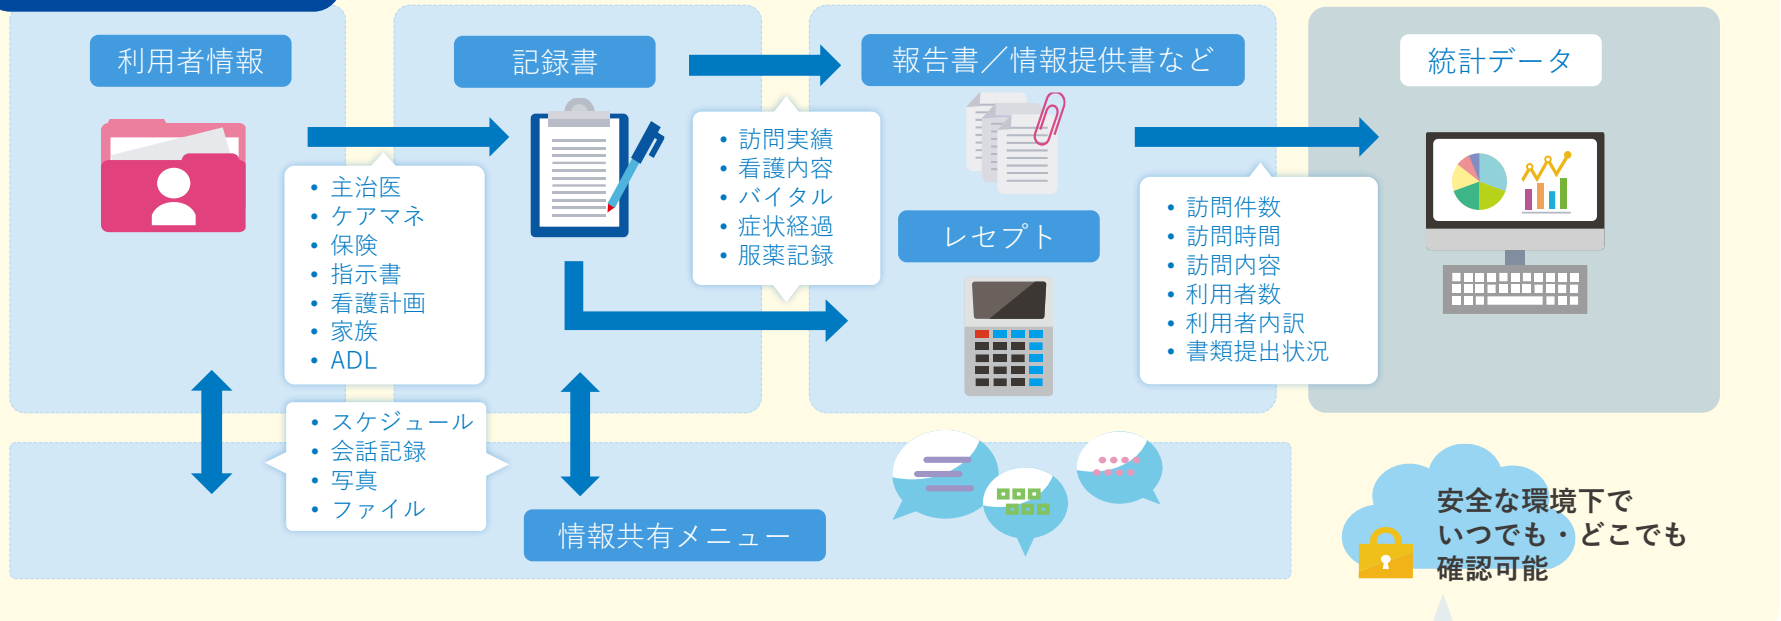 利用者情報
• 主治医
• ケアマネ
• 保険
• 指示書
• 看護計画
• 家族
• ADL
記録書
• 訪問実績
• 看護内容
• バイタル
• 症状経過
• 服薬記録
報告書／情報提供書など
レセプト
• 訪問件数
• 訪問時間
• 訪問内容
• 利用者数
• 利用者内訳
• 書類提出状況
統計データ
• スケジュール
• 会話記録
• 写真
• ファイル
情報共有メニュー
安全な環境下で
いつでも・どこでも
確認可能